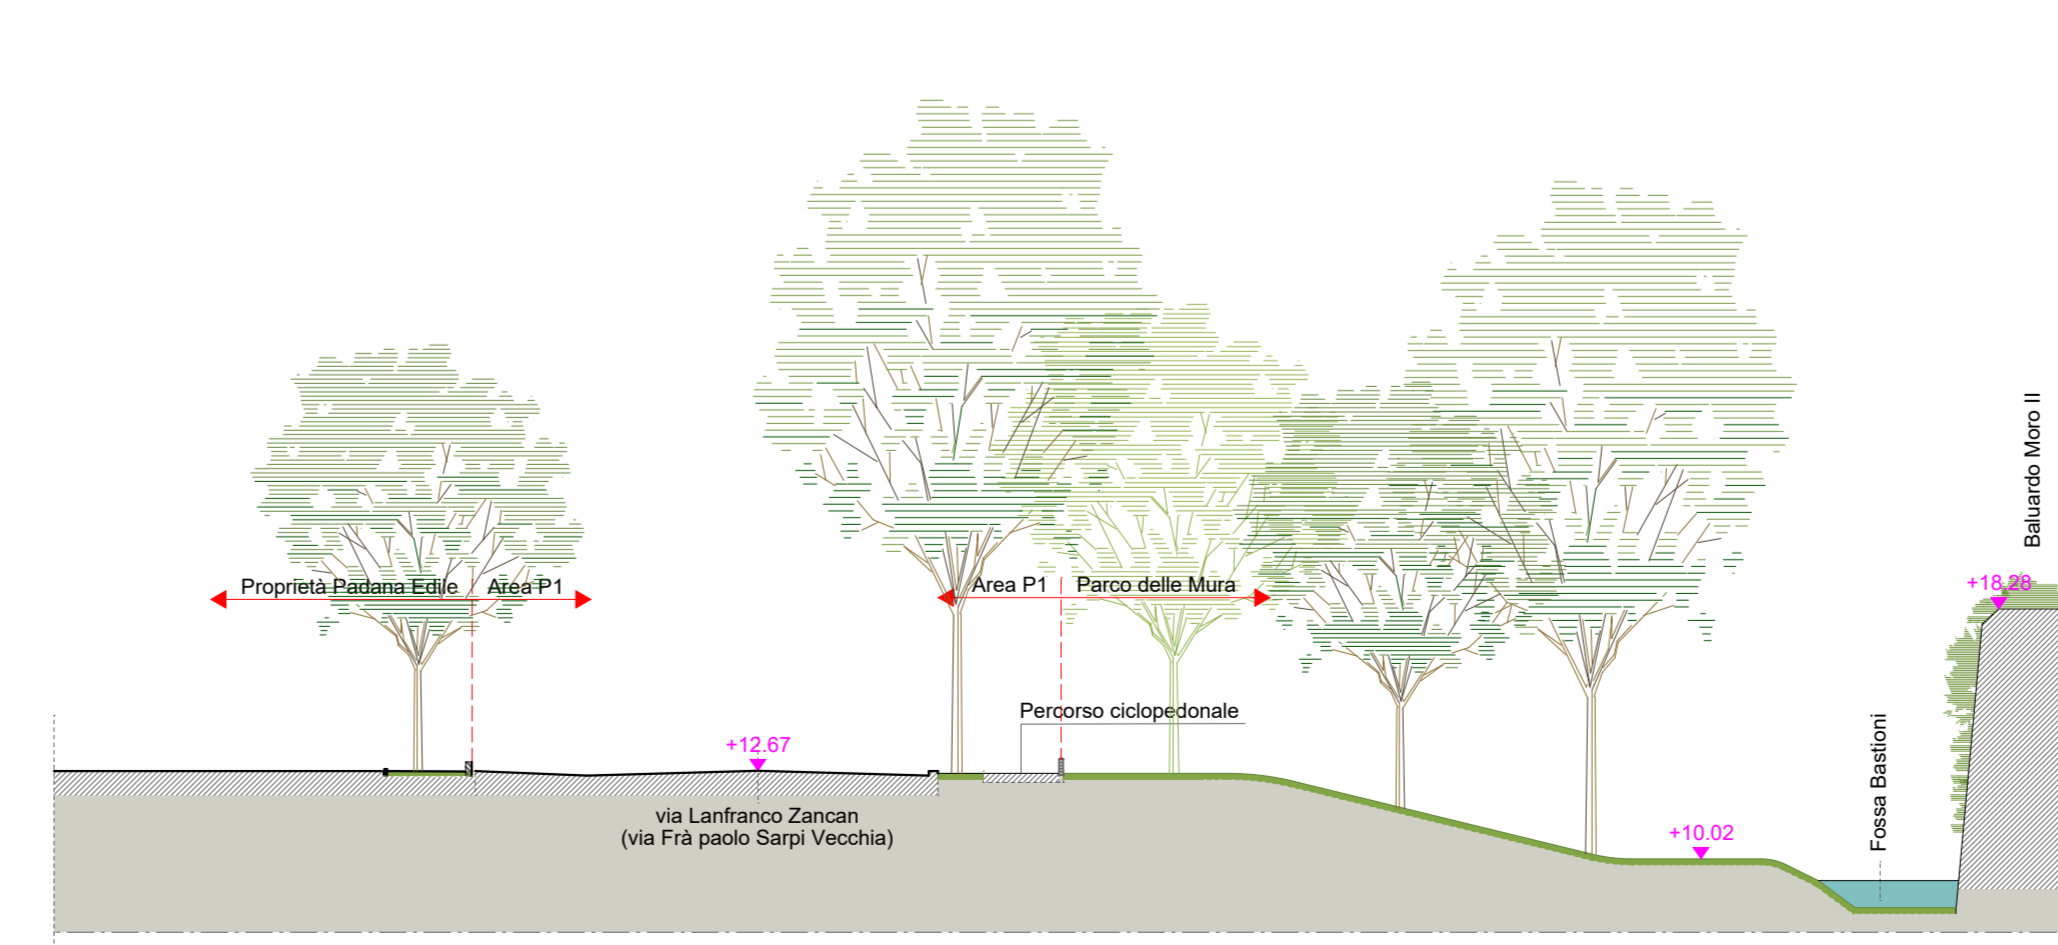 Baluardo Moro II
Proprietà Padana Edile
Area P1
Area P1
Parco delle Mura
+18.28
Percorso ciclopedonale
+12.67
Fossa Bastioni
via Lanfranco Zancan
(via Frà paolo Sarpi Vecchia)
+10.02